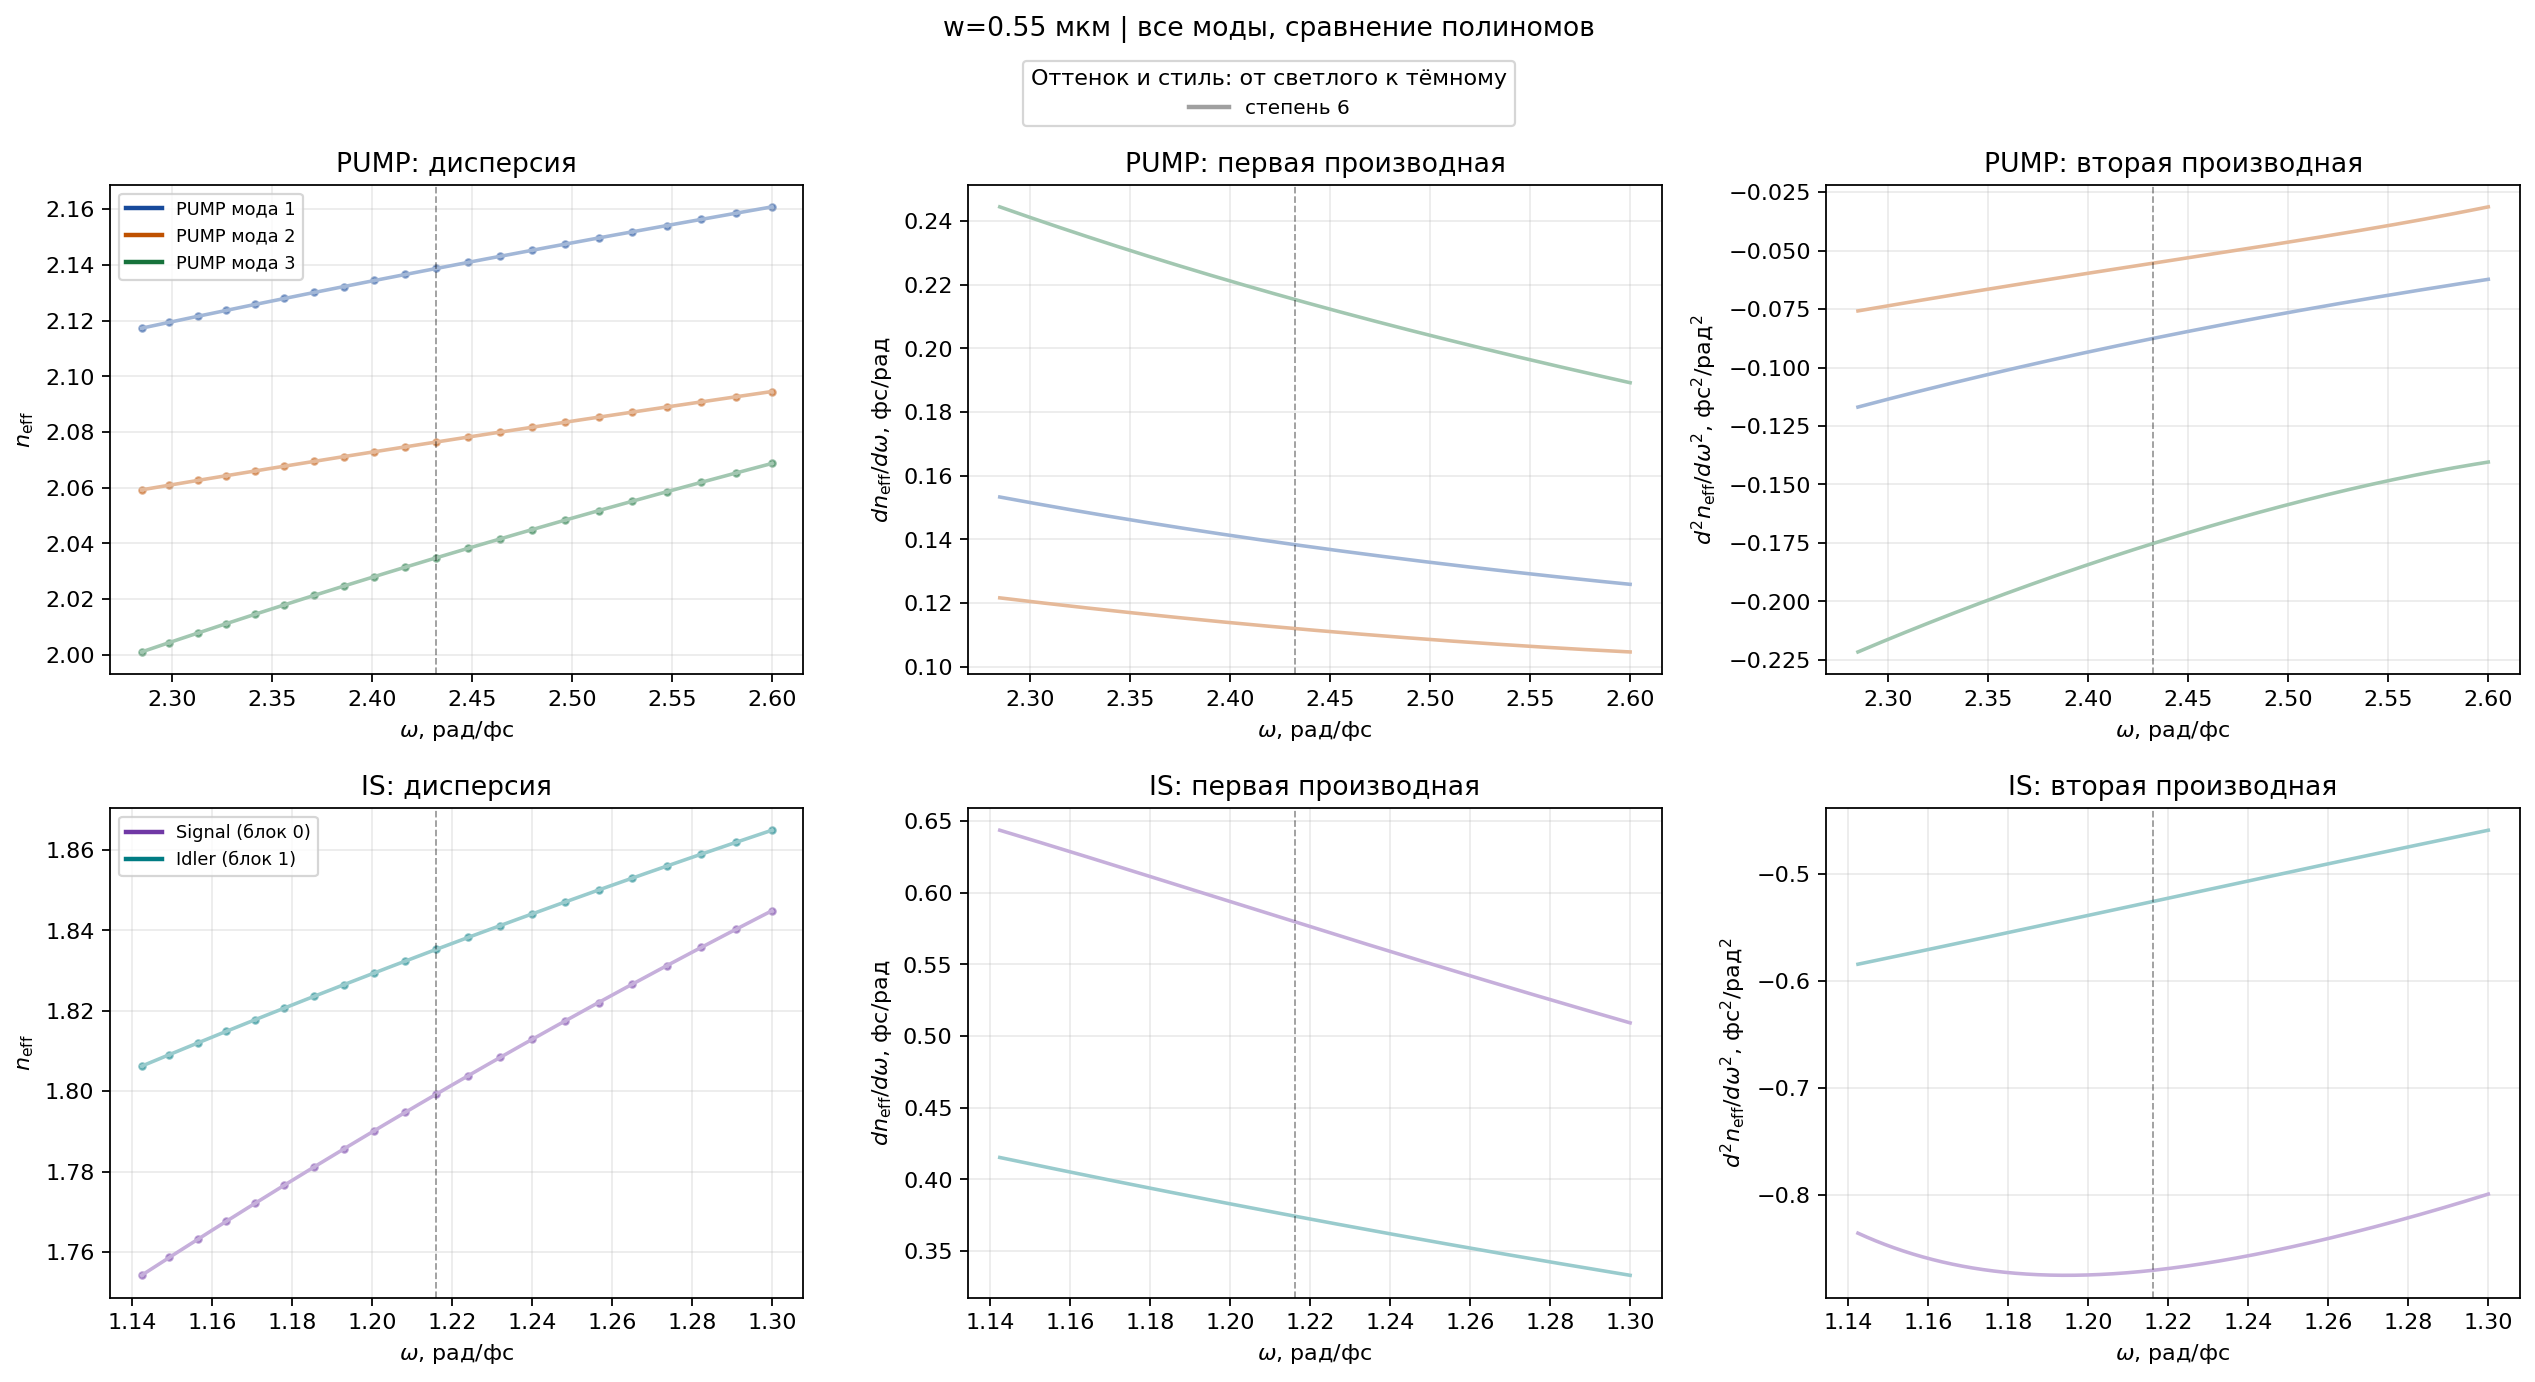 w=0.55 мкм | все моды, сравнение полиномов
Оттенок и стиль: от светлого к тёмному
степень 6
PUMP: дисперсия
PUMP мода 1
PUMP мода 2
PUMP мода 3
n_eff
2.16
2.14
2.12
2.10
2.08
2.06
2.04
2.02
2.00
2.30 2.35 2.40 2.45 2.50 2.55 2.60
ω, рад/фс
PUMP: первая производная
dn_eff/dω, фс/рад
0.24
0.22
0.20
0.18
0.16
0.14
0.12
0.10
2.30 2.35 2.40 2.45 2.50 2.55 2.60
ω, рад/фс
PUMP: вторая производная
d²n_eff/dω², фс²/рад²
−0.025
−0.050
−0.075
−0.100
−0.125
−0.150
−0.175
−0.200
−0.225
2.30 2.35 2.40 2.45 2.50 2.55 2.60
ω, рад/фс
IS: дисперсия
Signal (блок 0)
Idler (блок 1)
n_eff
1.86
1.84
1.82
1.80
1.78
1.76
1.14 1.16 1.18 1.20 1.22 1.24 1.26 1.28 1.30
ω, рад/фс
IS: первая производная
dn_eff/dω, фс/рад
0.65
0.60
0.55
0.50
0.45
0.40
0.35
1.14 1.16 1.18 1.20 1.22 1.24 1.26 1.28 1.30
ω, рад/фс
IS: вторая производная
d²n_eff/dω², фс²/рад²
−0.5
−0.6
−0.7
−0.8
1.14 1.16 1.18 1.20 1.22 1.24 1.26 1.28 1.30
ω, рад/фс